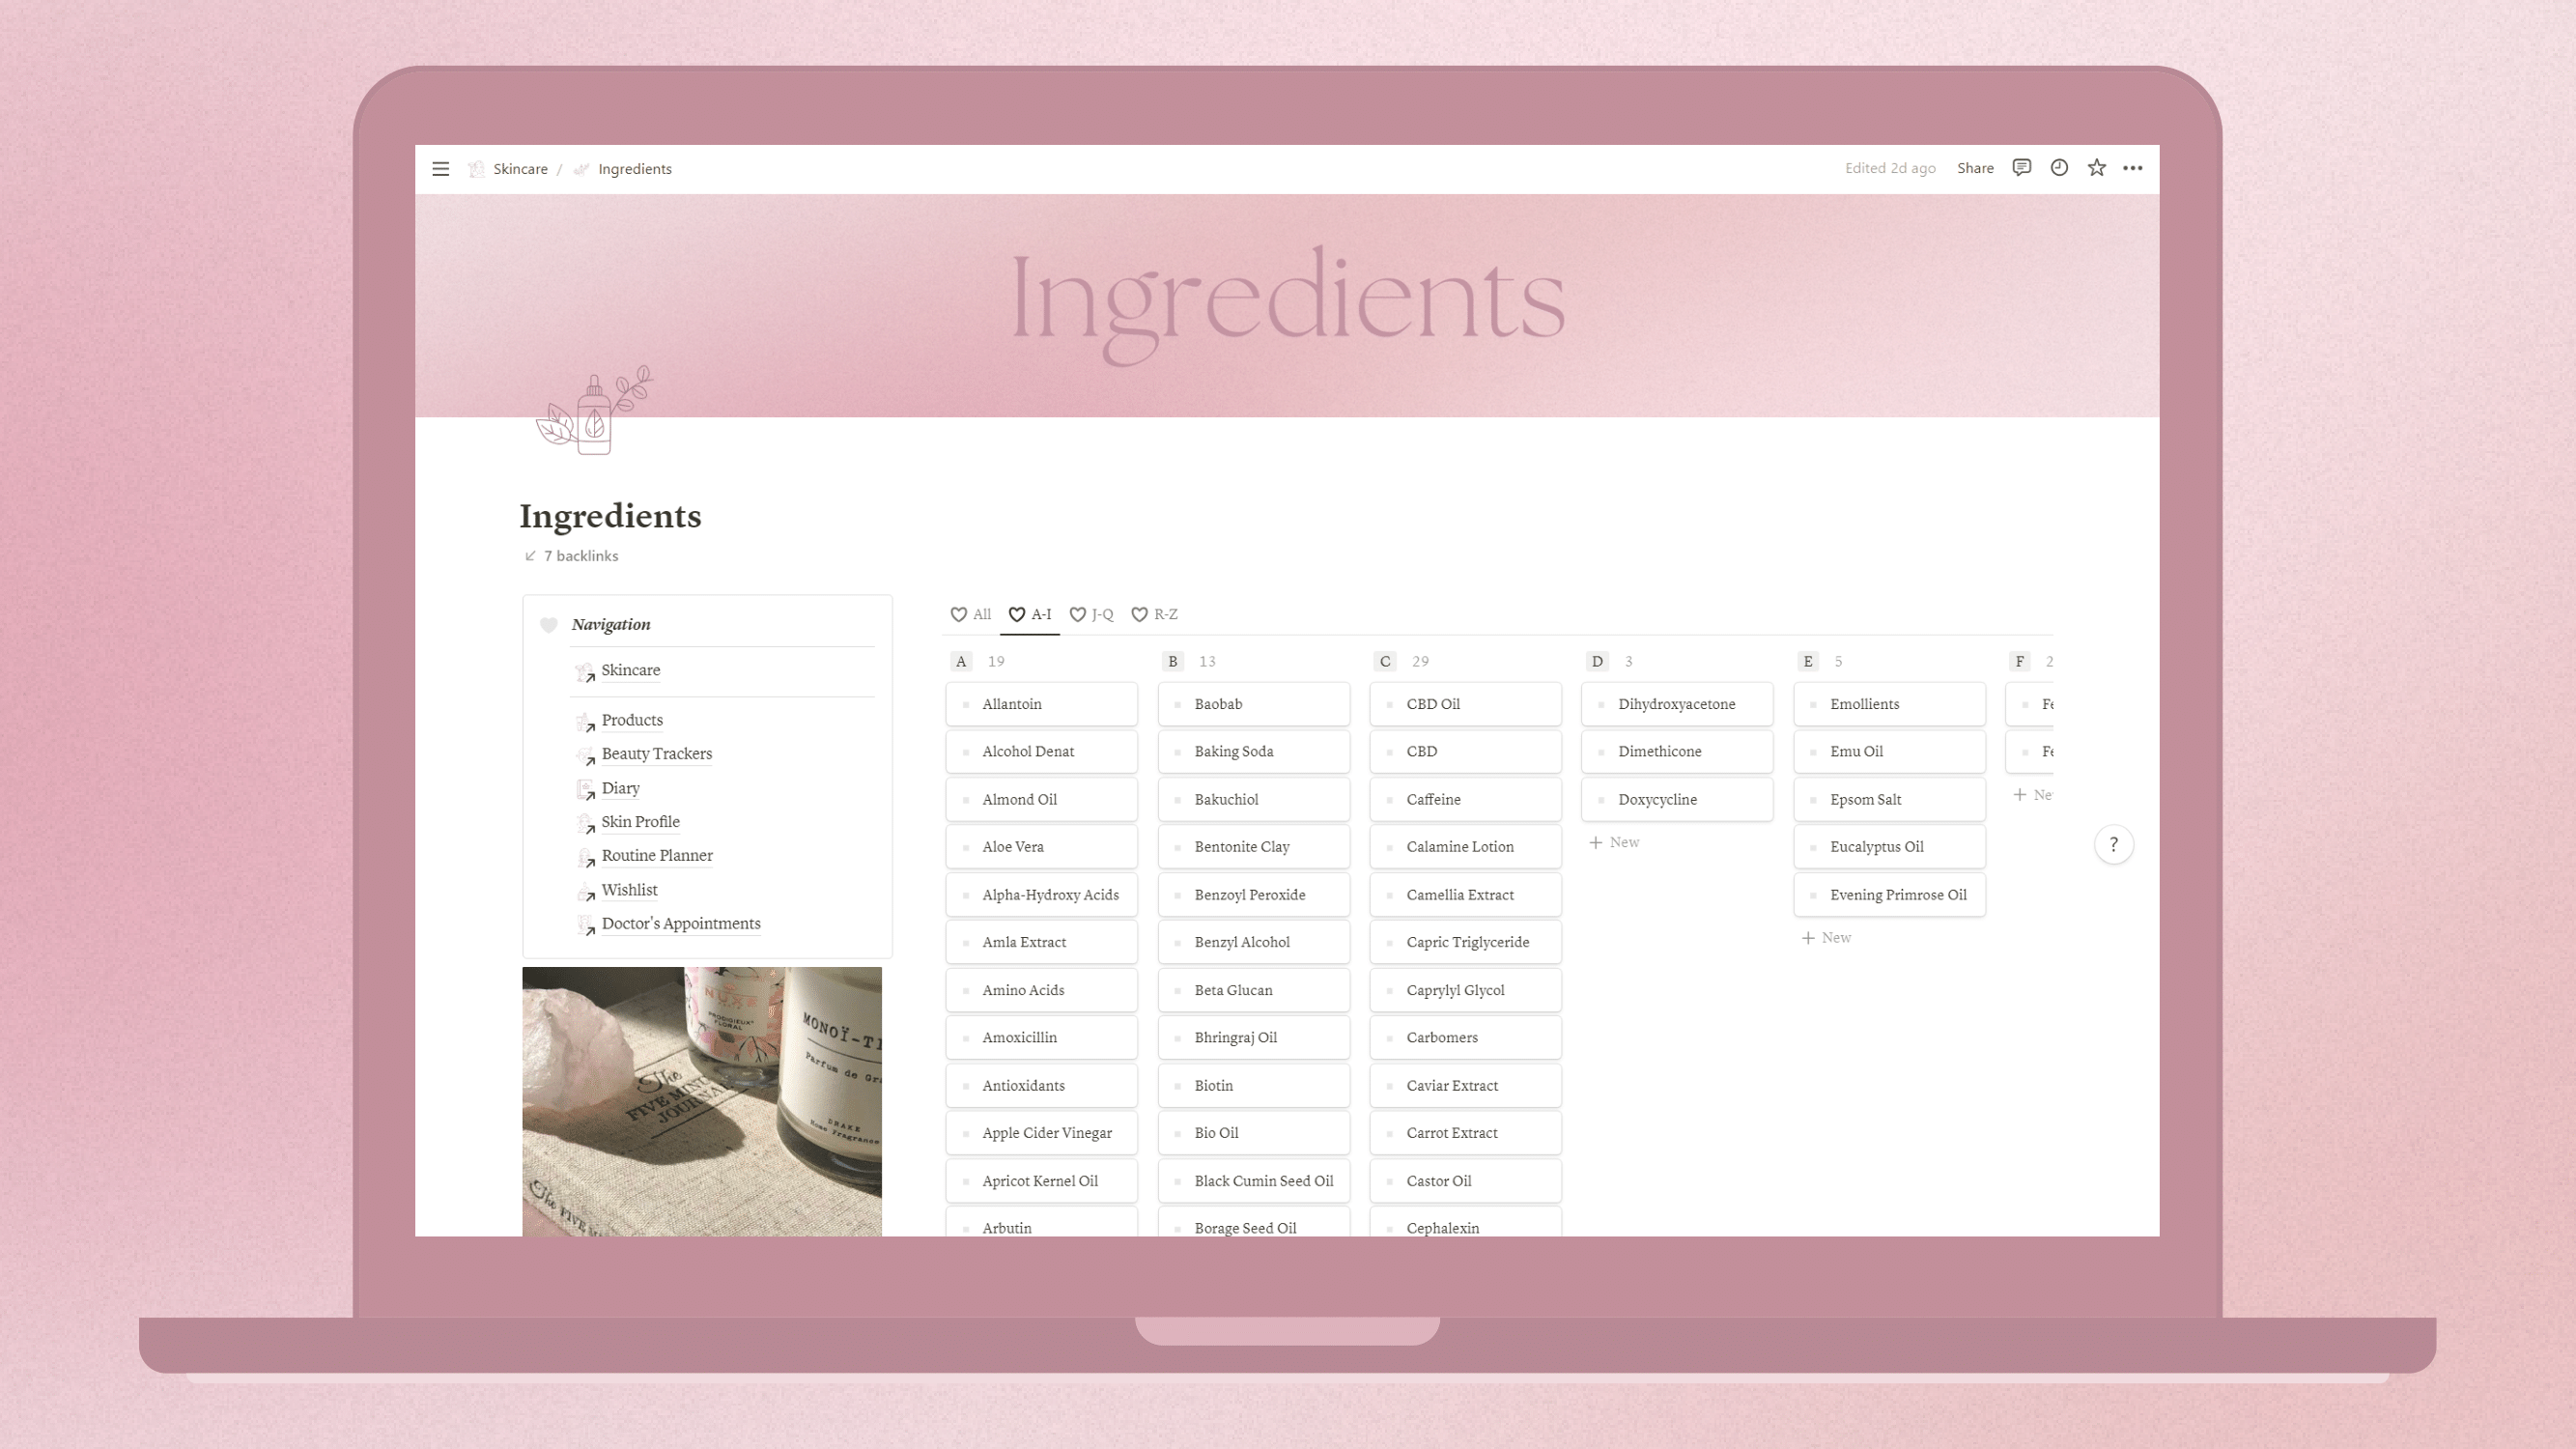 Skincare / Ingredients
Edited 2d ago Share
Ingredients
Ingredients
7 backlinks
Navigation
Skincare
Products
Beauty Trackers
Diary
Skin Profile
Routine Planner
Wishlist
Doctor's Appointments
NUXE
PRODIGIEUX
FLORAL
MONOÏ-
Parfum de
DRAKE
Home Fragrance
The
FIVE
JOURNAL
The FIVE
All A-I J-Q R-Z
A 19
Allantoin
Alcohol Denat
Almond Oil
Aloe Vera
Alpha-Hydroxy Acids
Amla Extract
Amino Acids
Amoxicillin
Antioxidants
Apple Cider Vinegar
Apricot Kernel Oil
Arbutin
B 13
Baobab
Baking Soda
Bakuchiol
Bentonite Clay
Benzoyl Peroxide
Benzyl Alcohol
Beta Glucan
Bhringraj Oil
Biotin
Bio Oil
Black Cumin Seed Oil
Borage Seed Oil
C 29
CBD Oil
CBD
Caffeine
Calamine Lotion
Camellia Extract
Capric Triglyceride
Caprylyl Glycol
Carbomers
Caviar Extract
Carrot Extract
Castor Oil
Cephalexin
D 3
Dihydroxyacetone
Dimethicone
Doxycycline
+ New
E 5
Emollients
Emu Oil
Epsom Salt
Eucalyptus Oil
Evening Primrose Oil
+ New
F 2
?